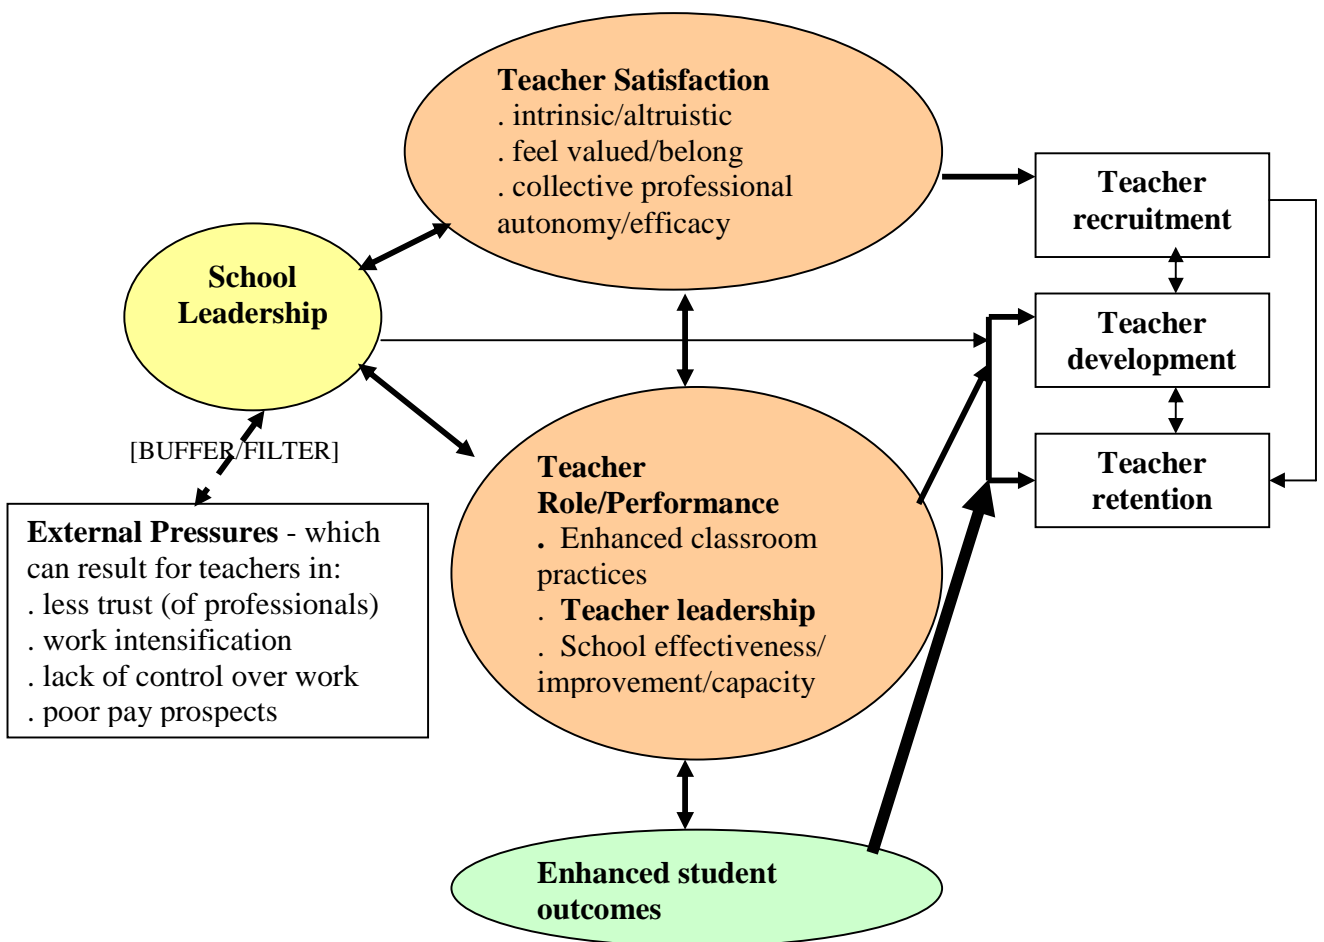 Teacher Satisfaction
. intrinsic/altruistic
. feel valued/belong
. collective professional
autonomy/efficacy
Teacher
recruitment
School
Leadership
Teacher
development
[BUFFER/FILTER]
Teacher
retention
Teacher
Role/Performance
. Enhanced classroom
practices
. Teacher leadership
. School effectiveness/
improvement/capacity
External Pressures - which
can result for teachers in:
. less trust (of professionals)
. work intensification
. lack of control over work
. poor pay prospects
Enhanced student
outcomes